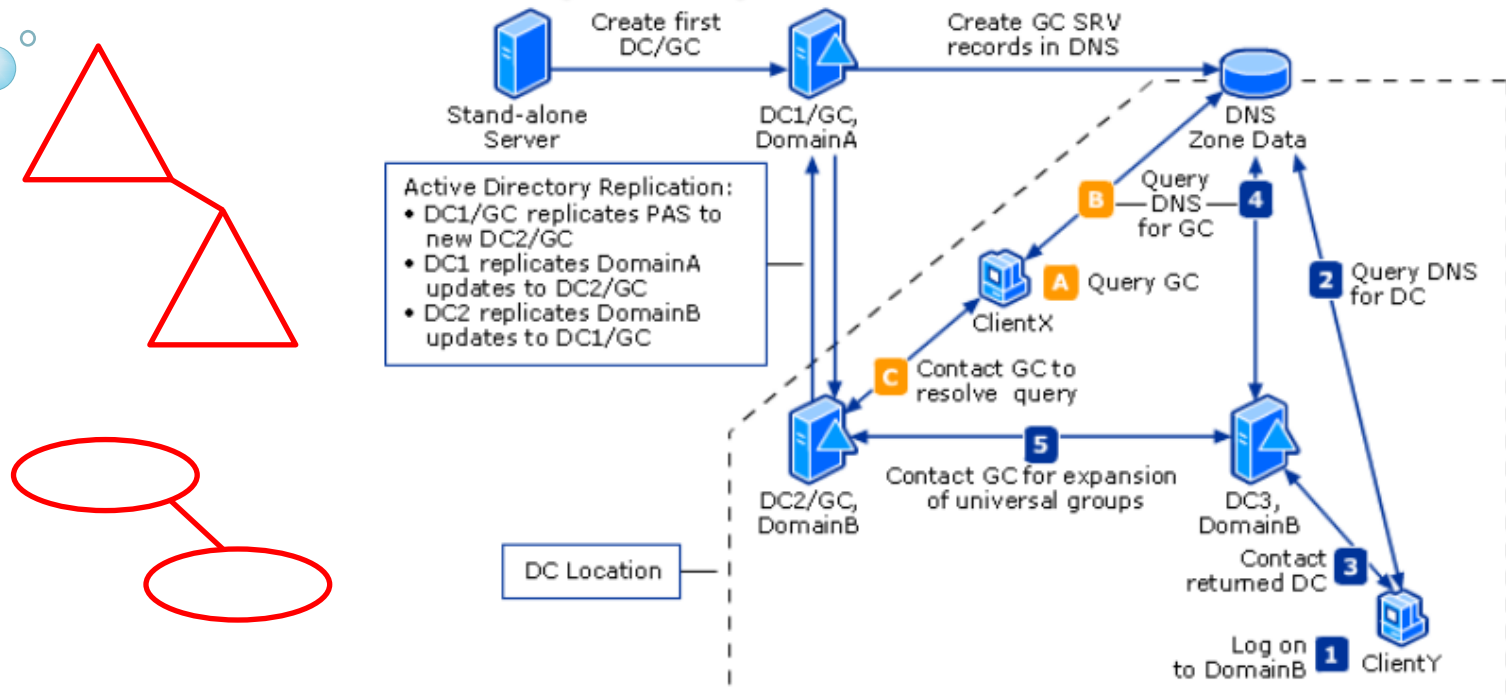 Create first
DC/GC
Create GC SRV
records in DNS
Stand-alone
Server
DC1/GC,
DomainA
DNS
Zone Data
Active Directory Replication:
• DC1/GC replicates PAS to
new DC2/GC
• DC1 replicates DomainA
updates to DC2/GC
• DC2 replicates DomainB
updates to DC1/GC
B
Query
DNS
for GC
4
A
Query GC
ClientX
2
Query DNS
for DC
C
Contact GC to
resolve query
5
Contact GC for expansion
of universal groups
DC2/GC,
DomainB
DC3,
DomainB
DC Location
Contact
returned DC
3
Log on
to DomainB
1
ClientY